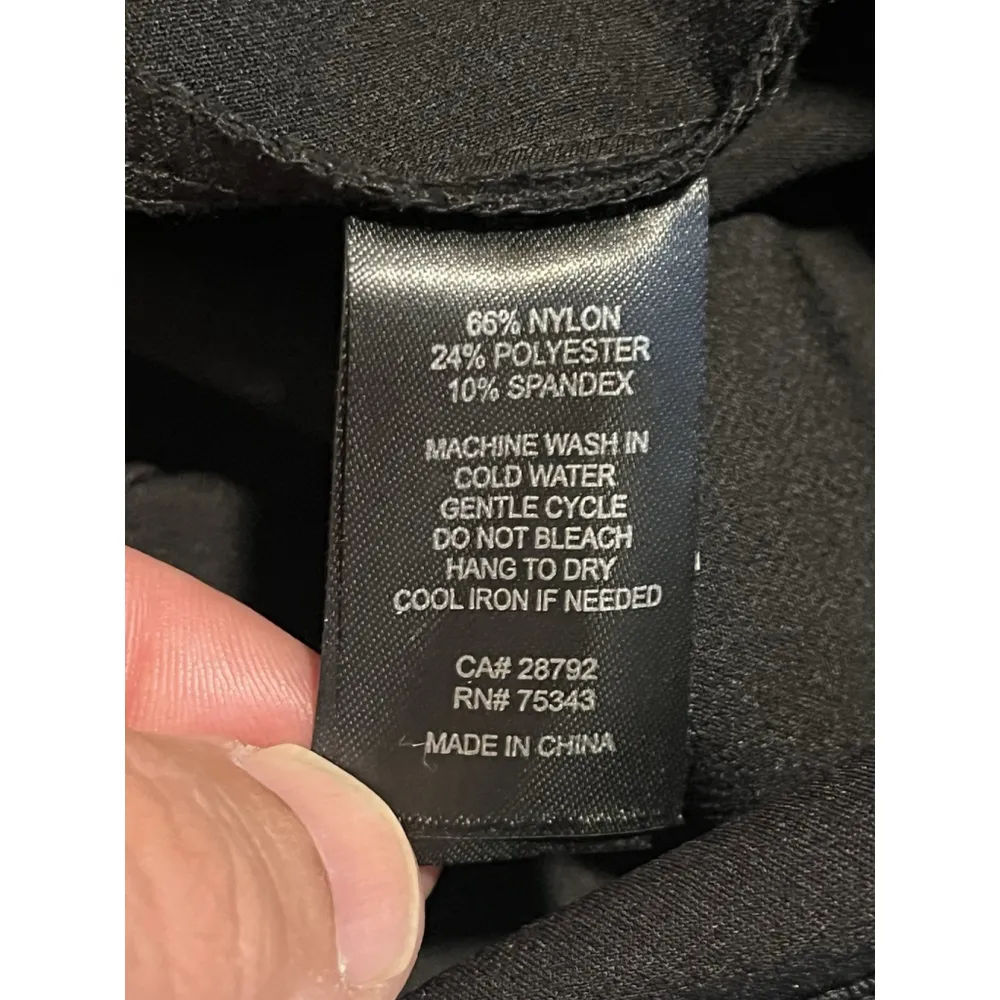 66% NYLON
24% POLYESTER
10% SPANDEX
MACHINE WASH IN
COLD WATER
GENTLE CYCLE
DO NOT BLEACH
HANG TO DRY
COOL IRON IF NEEDED
CA# 28792
RN# 75343
MADE IN CHINA